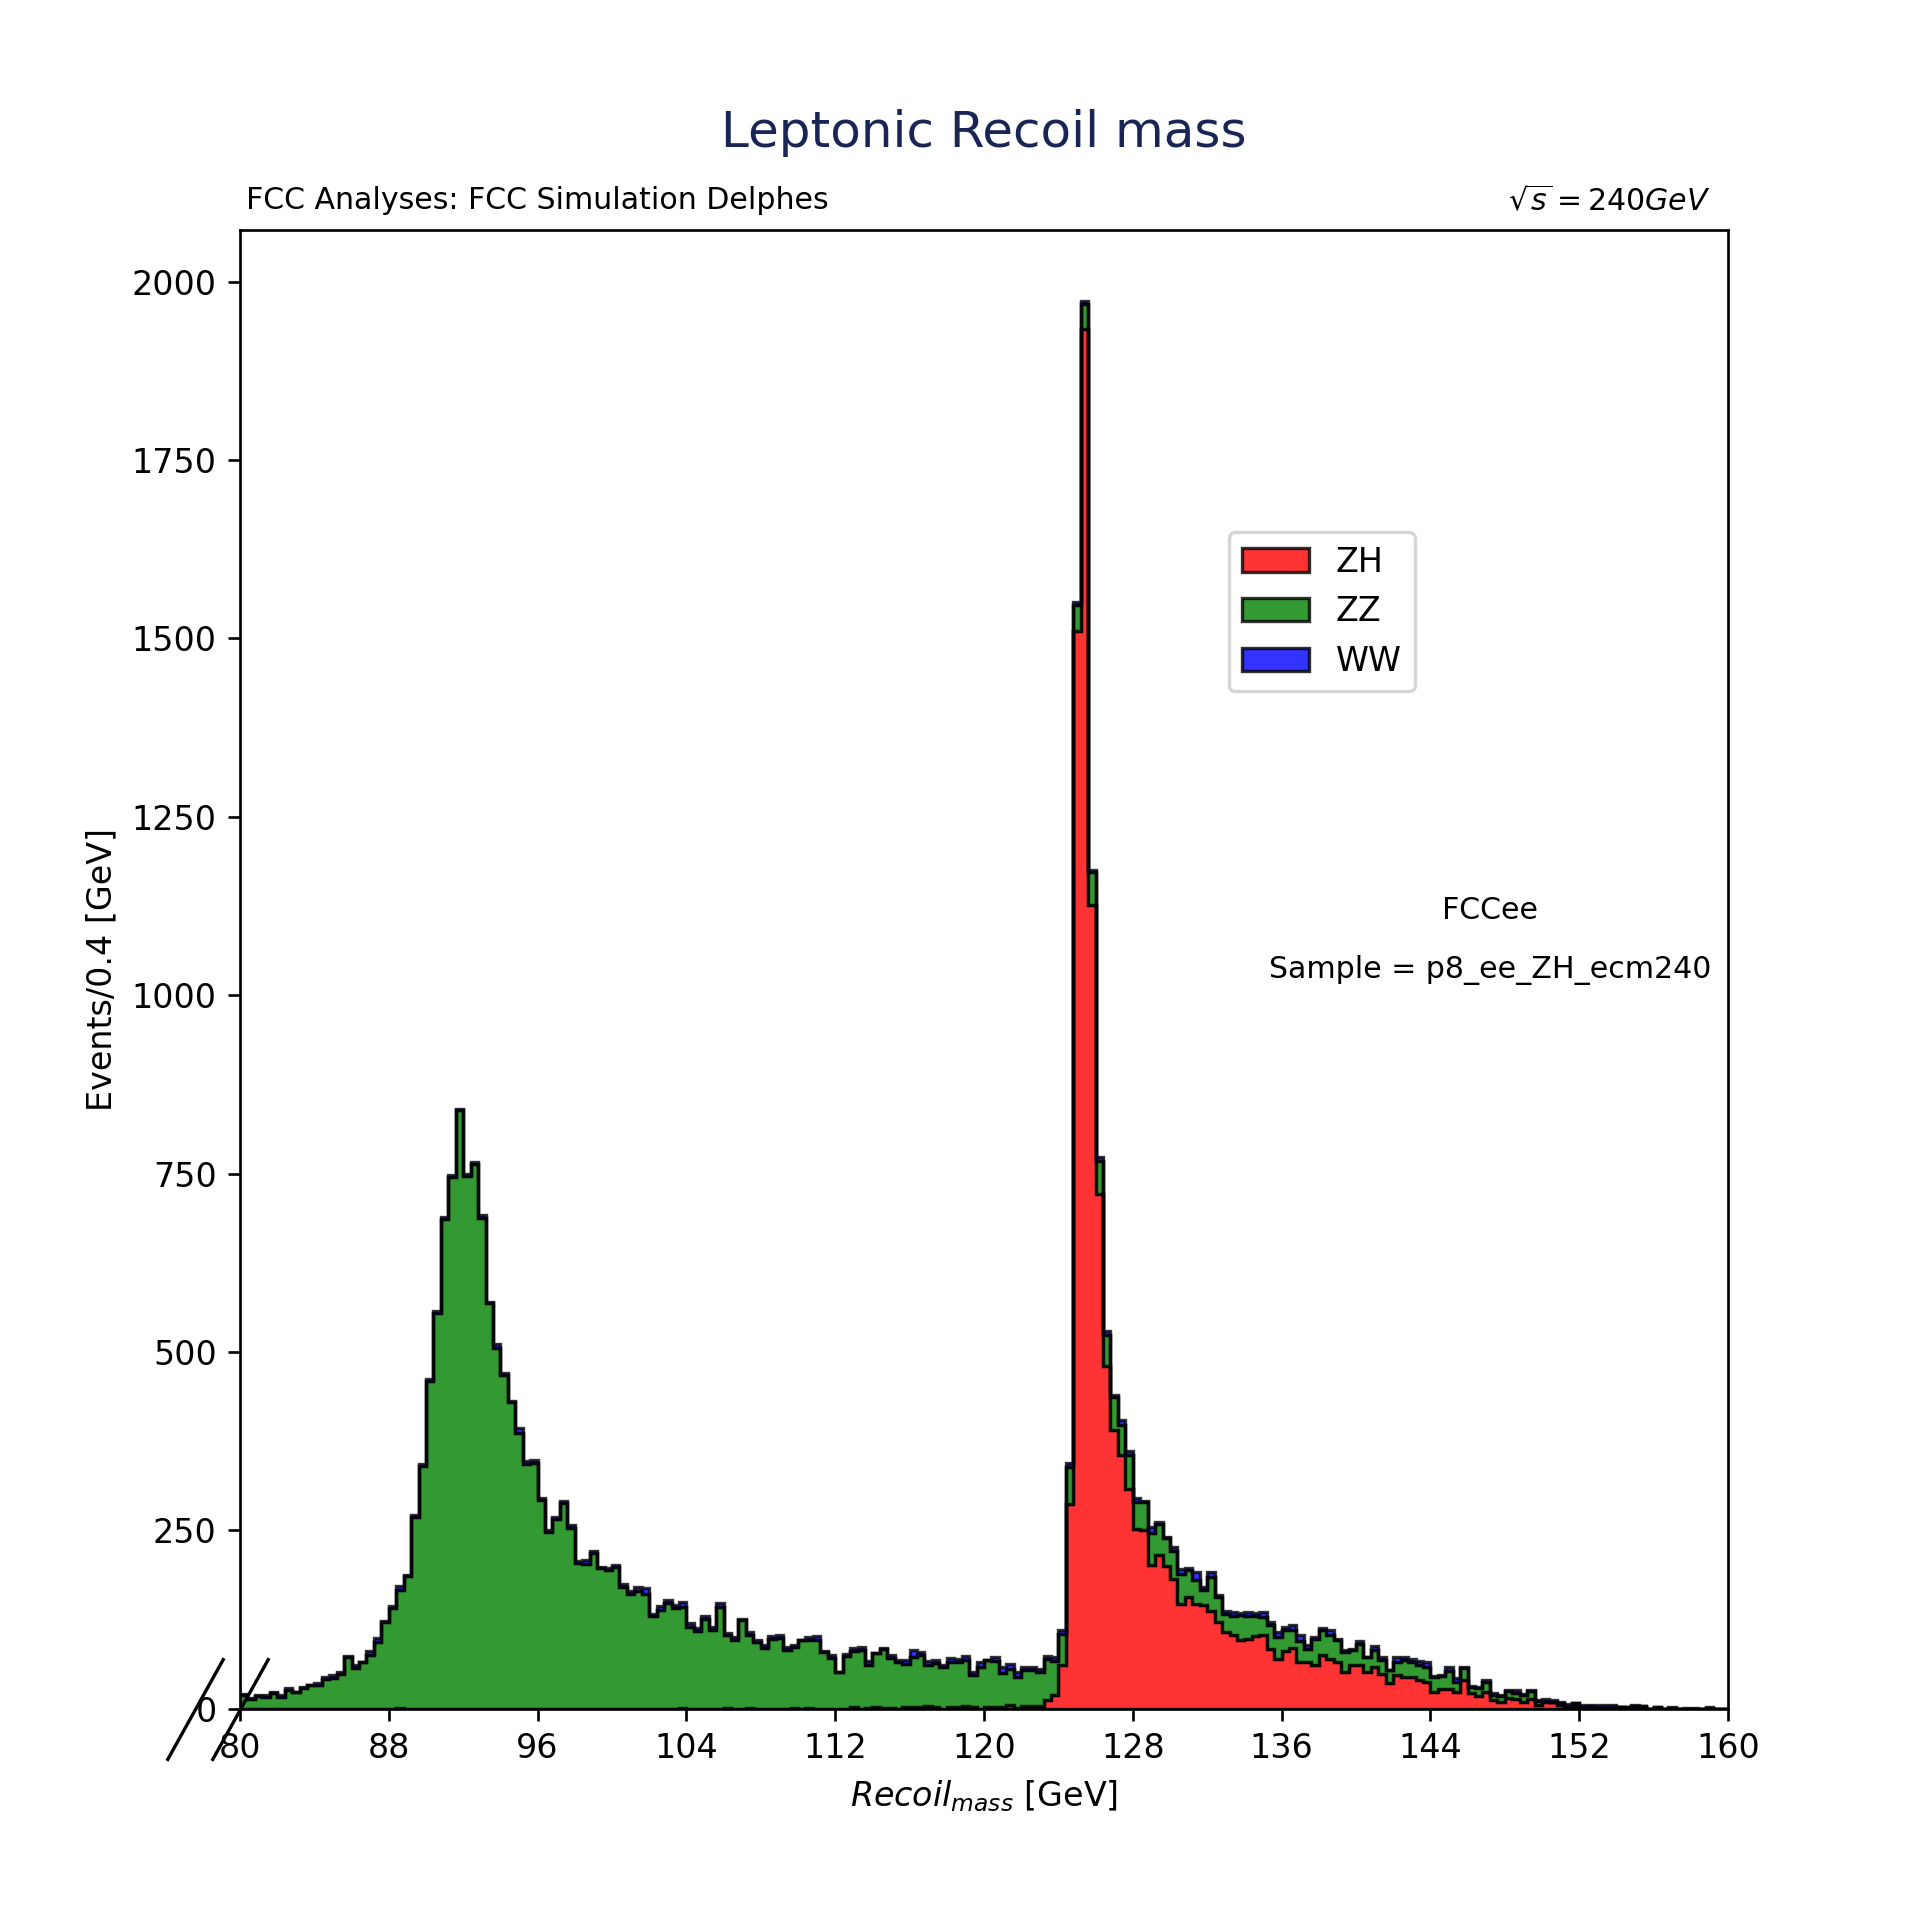 Leptonic Recoil mass
FCC Analyses: FCC Simulation Delphes
√s = 240GeV
2000
1750
1500
1250
1000
750
500
250
0
Events/0.4 [GeV]
ZH
ZZ
WW
FCCee
Sample = p8_ee_ZH_ecm240
80 88 96 104 112 120 128 136 144 152 160
Recoil_mass [GeV]